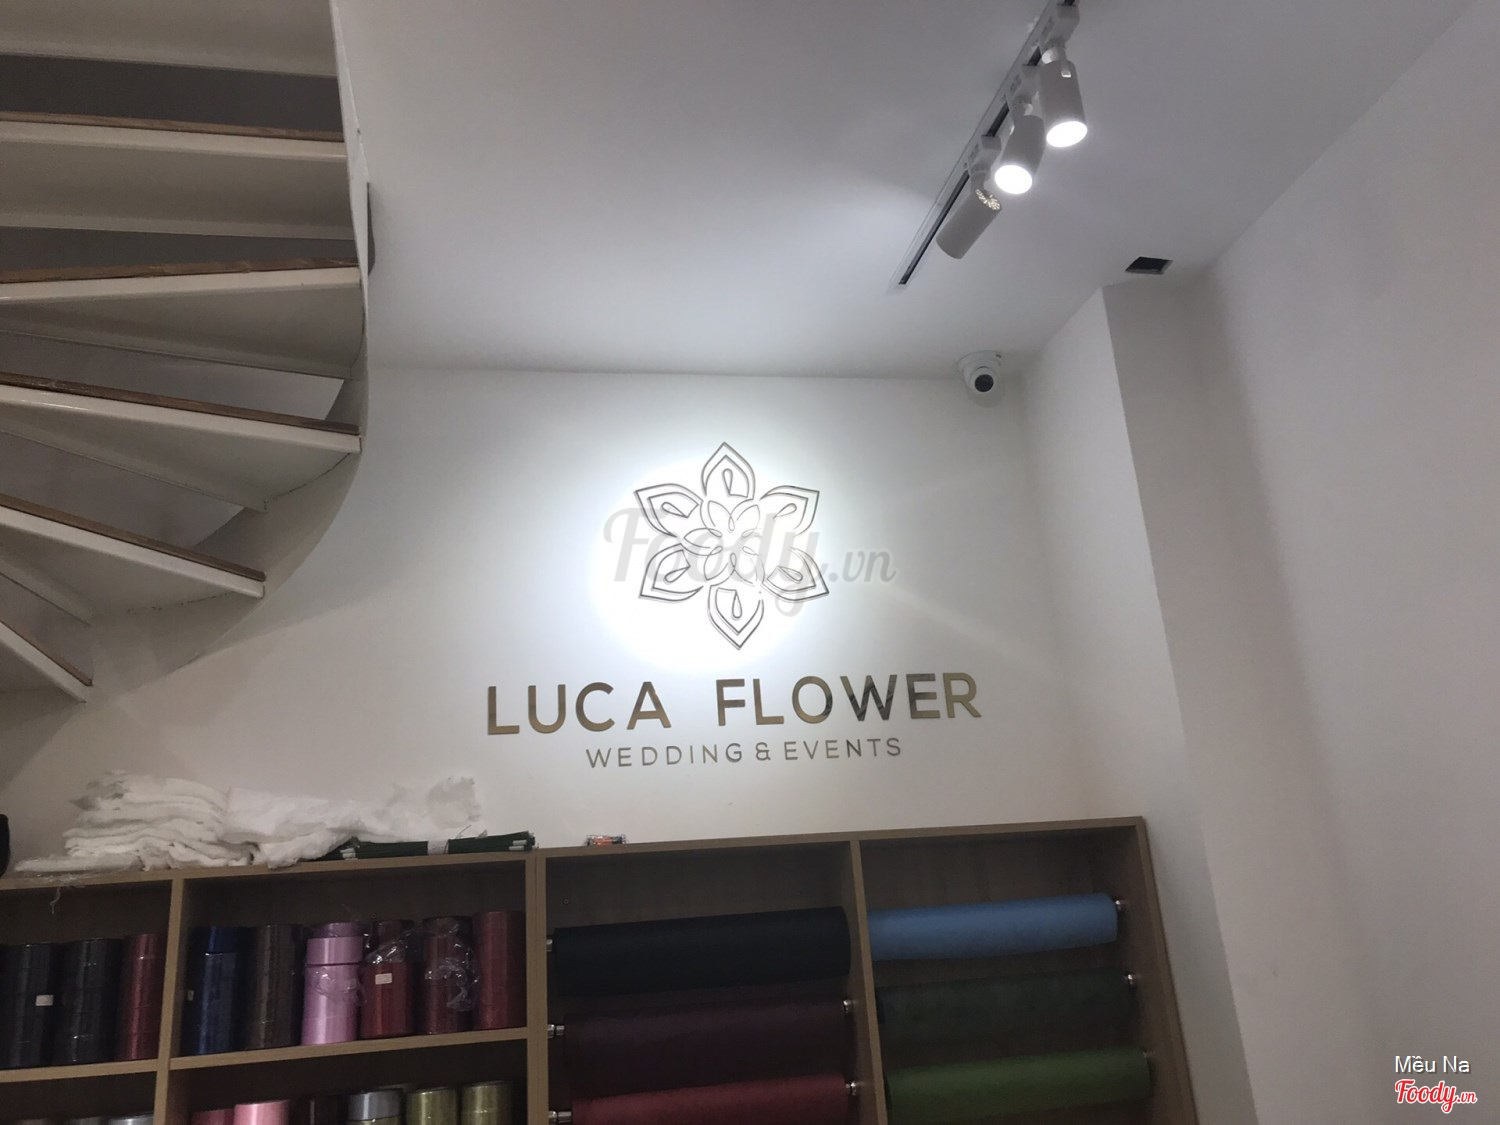 Foody.vn
LUCA FLOWER
WEDDING & EVENTS
Mều Na
Foody.vn